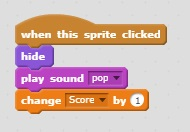 when this sprite clicked
hide
play sound pop
change Score by 1